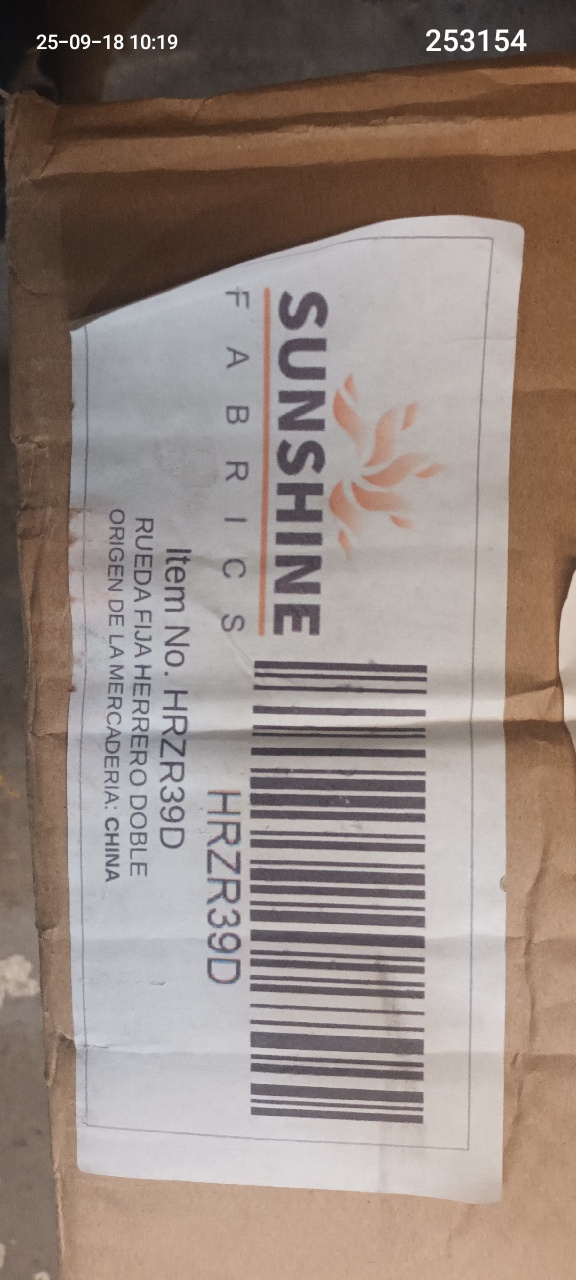 25-09-18 10:19
253154
SUNSHINE
FABRICS
HRZR39D
Item No. HRZR39D
RUEDA FIJA HERRERO DOBLE
ORIGEN DE LA MERCADERIA: CHINA